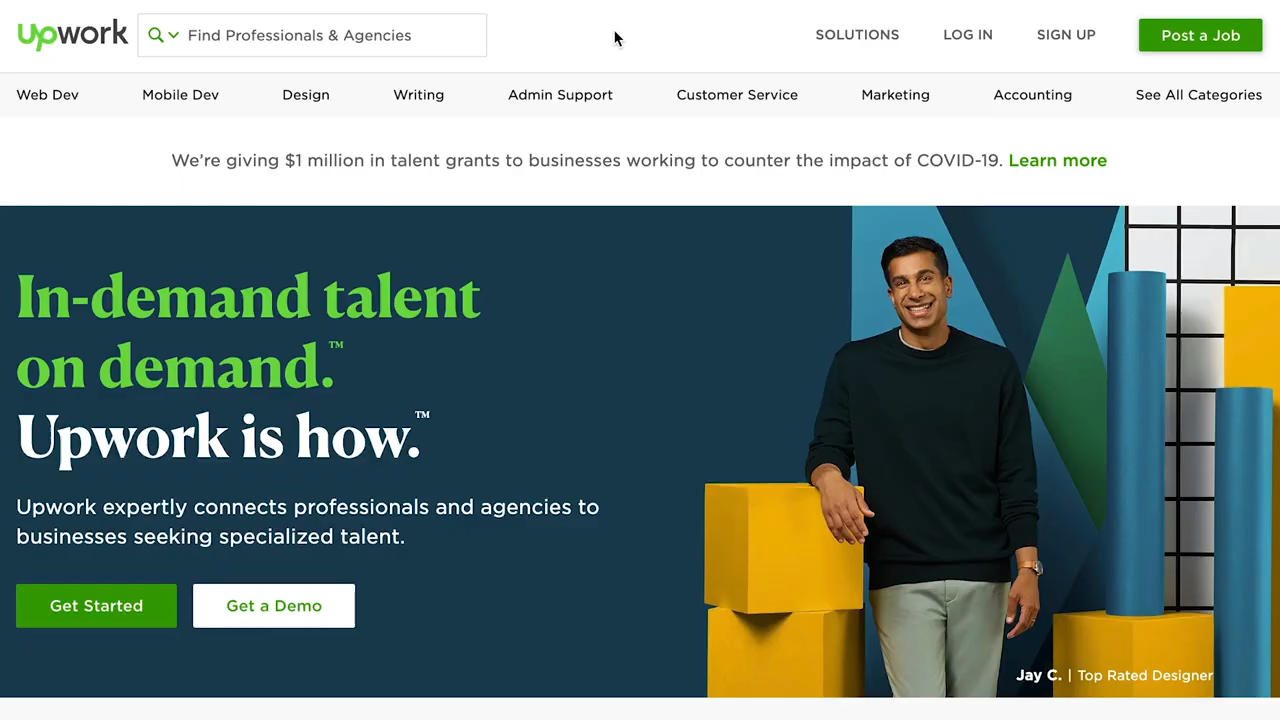 upwork
Find Professionals & Agencies
SOLUTIONS
LOG IN
SIGN UP
Post a Job
Web Dev
Mobile Dev
Design
Writing
Admin Support
Customer Service
Marketing
Accounting
See All Categories
We're giving $1 million in talent grants to businesses working to counter the impact of COVID-19. Learn more
In-demand talent
on demand.™
Upwork is how.™
Upwork expertly connects professionals and agencies to
businesses seeking specialized talent.
Get Started
Get a Demo
Jay C. | Top Rated Designer